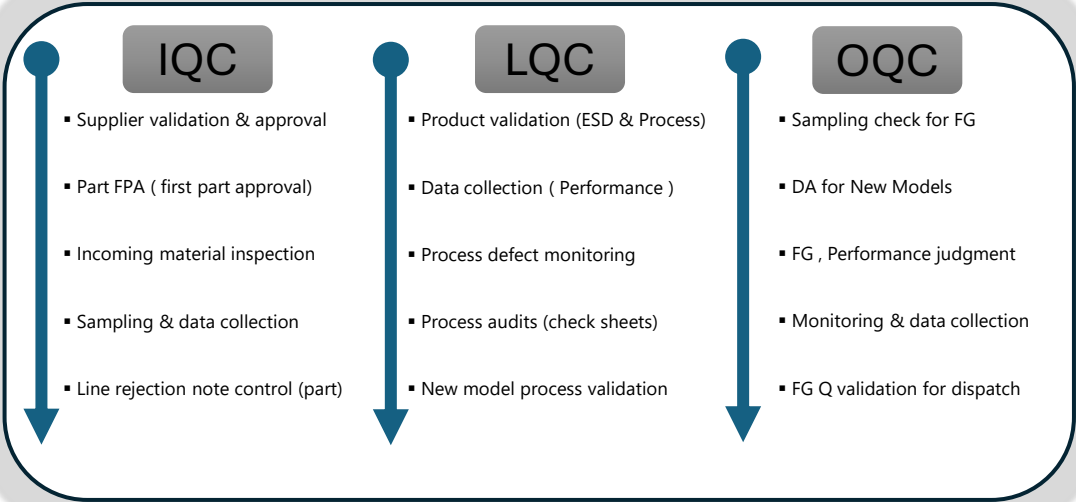 IQC
▪ Supplier validation & approval
▪ Part FPA ( first part approval)
▪ Incoming material inspection
▪ Sampling & data collection
▪ Line rejection note control (part)
LQC
▪ Product validation (ESD & Process)
▪ Data collection ( Performance )
▪ Process defect monitoring
▪ Process audits (check sheets)
▪ New model process validation
OQC
▪ Sampling check for FG
▪ DA for New Models
▪ FG , Performance judgment
▪ Monitoring & data collection
▪ FG Q validation for dispatch